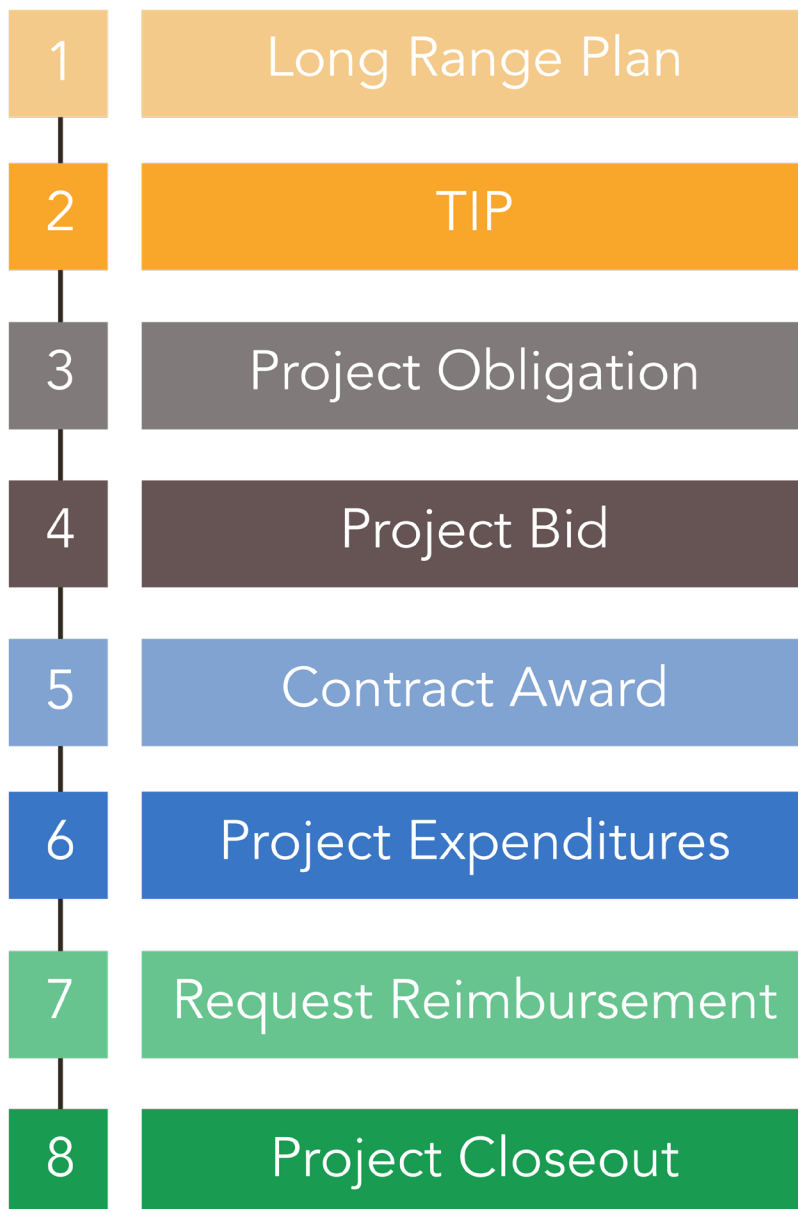 1 Long Range Plan
2 TIP
3 Project Obligation
4 Project Bid
5 Contract Award
6 Project Expenditures
7 Request Reimbursement
8 Project Closeout